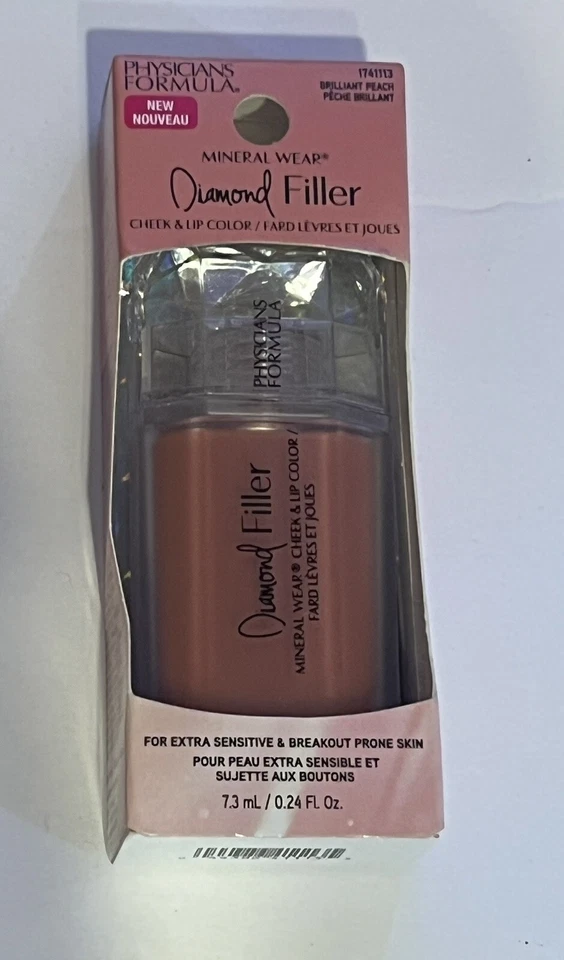 PHYSICIANS
FORMULA®
1741113
BRILLIANT PEACH
PÊCHE BRILLANT
NEW
NOUVEAU
MINERAL WEAR®
Diamond Filler
CHEEK & LIP COLOR / FARD LÈVRES ET JOUES
PHYSICIANS
FORMULA
Diamond Filler
MINERAL WEAR® CHEEK & LIP COLOR /
FARD LÈVRES ET JOUES
FOR EXTRA SENSITIVE & BREAKOUT PRONE SKIN
POUR PEAU EXTRA SENSIBLE ET
SUJETTE AUX BOUTONS
7.3 mL / 0.24 FL. Oz.